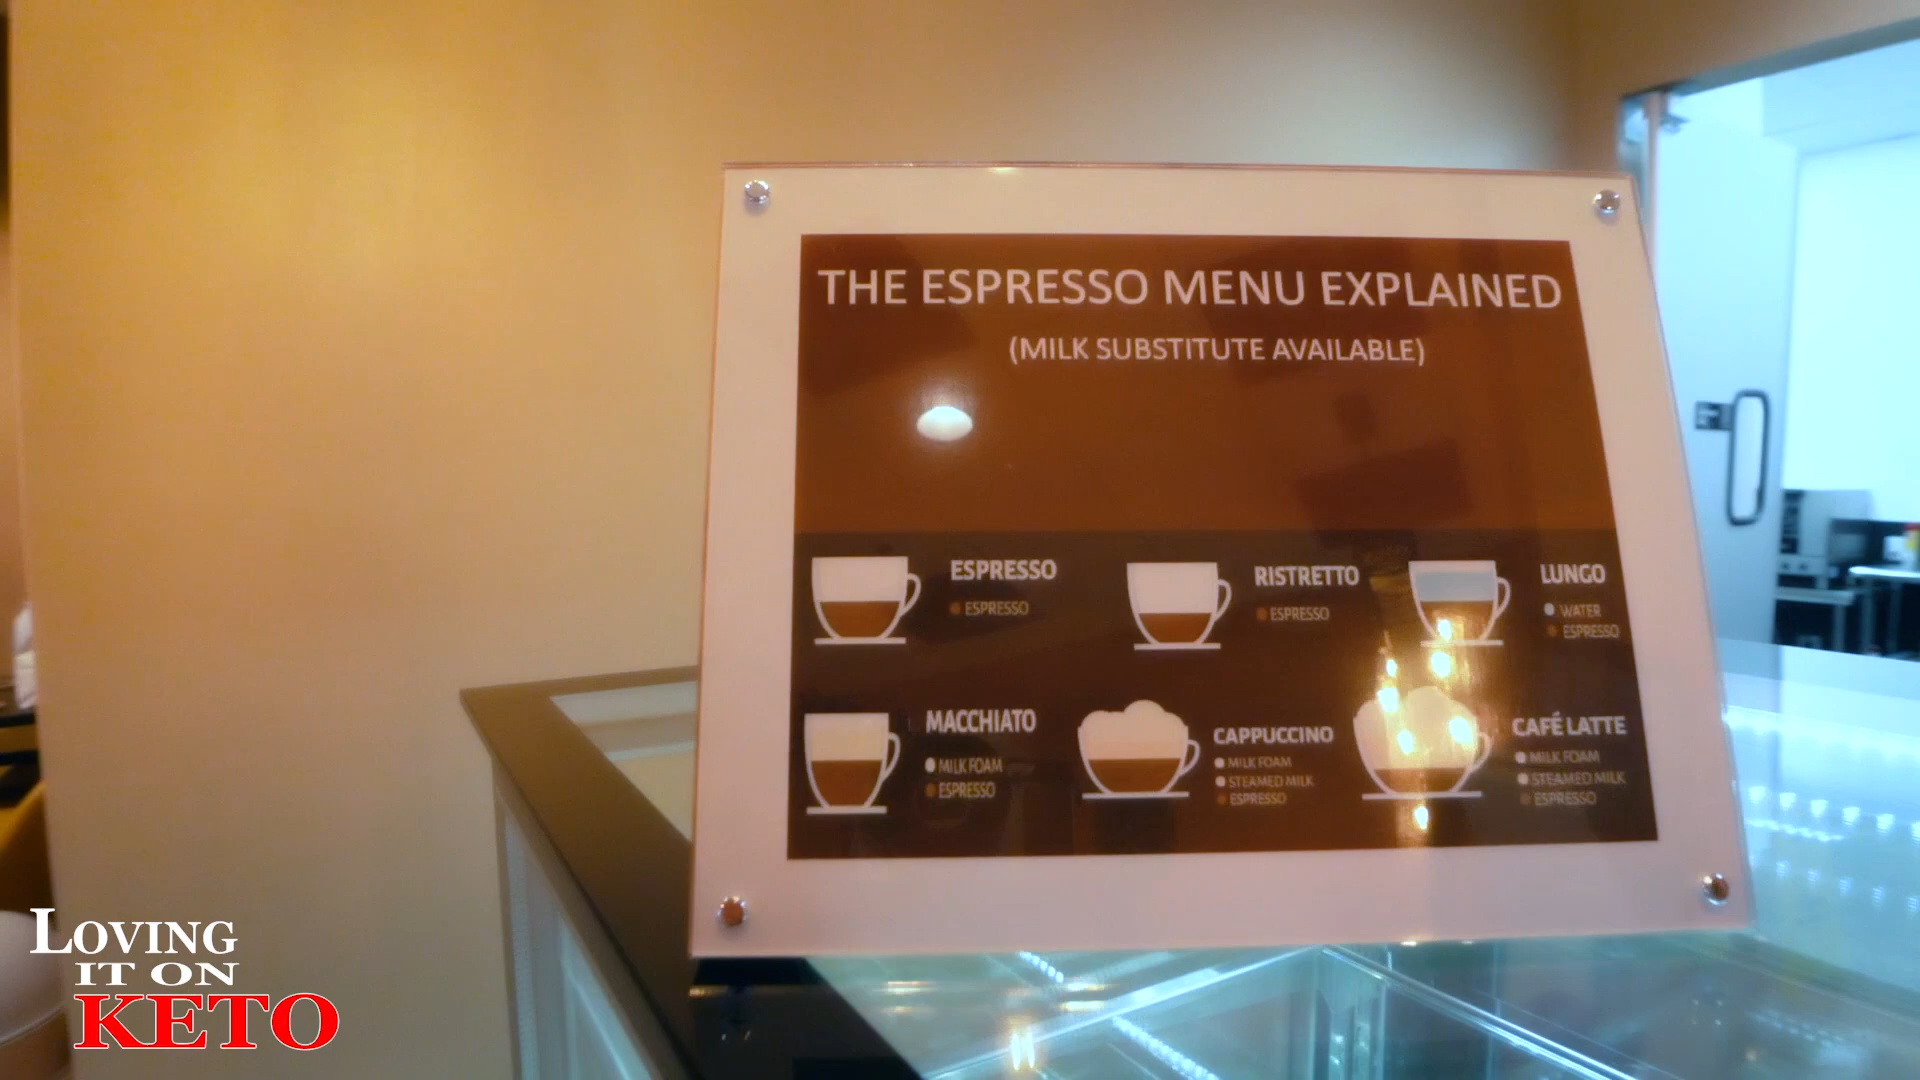 THE ESPRESSO MENU EXPLAINED
(MILK SUBSTITUTE AVAILABLE)
ESPRESSO
ESPRESSO
RISTRETTO
ESPRESSO
LUNGO
WATER
ESPRESSO
MACCHIATO
MILK FOAM
ESPRESSO
CAPPUCCINO
MILK FOAM
STEAMED MILK
ESPRESSO
CAFÉ LATTE
MILK FOAM
STEAMED MILK
ESPRESSO
LOVING
IT ON
KETO